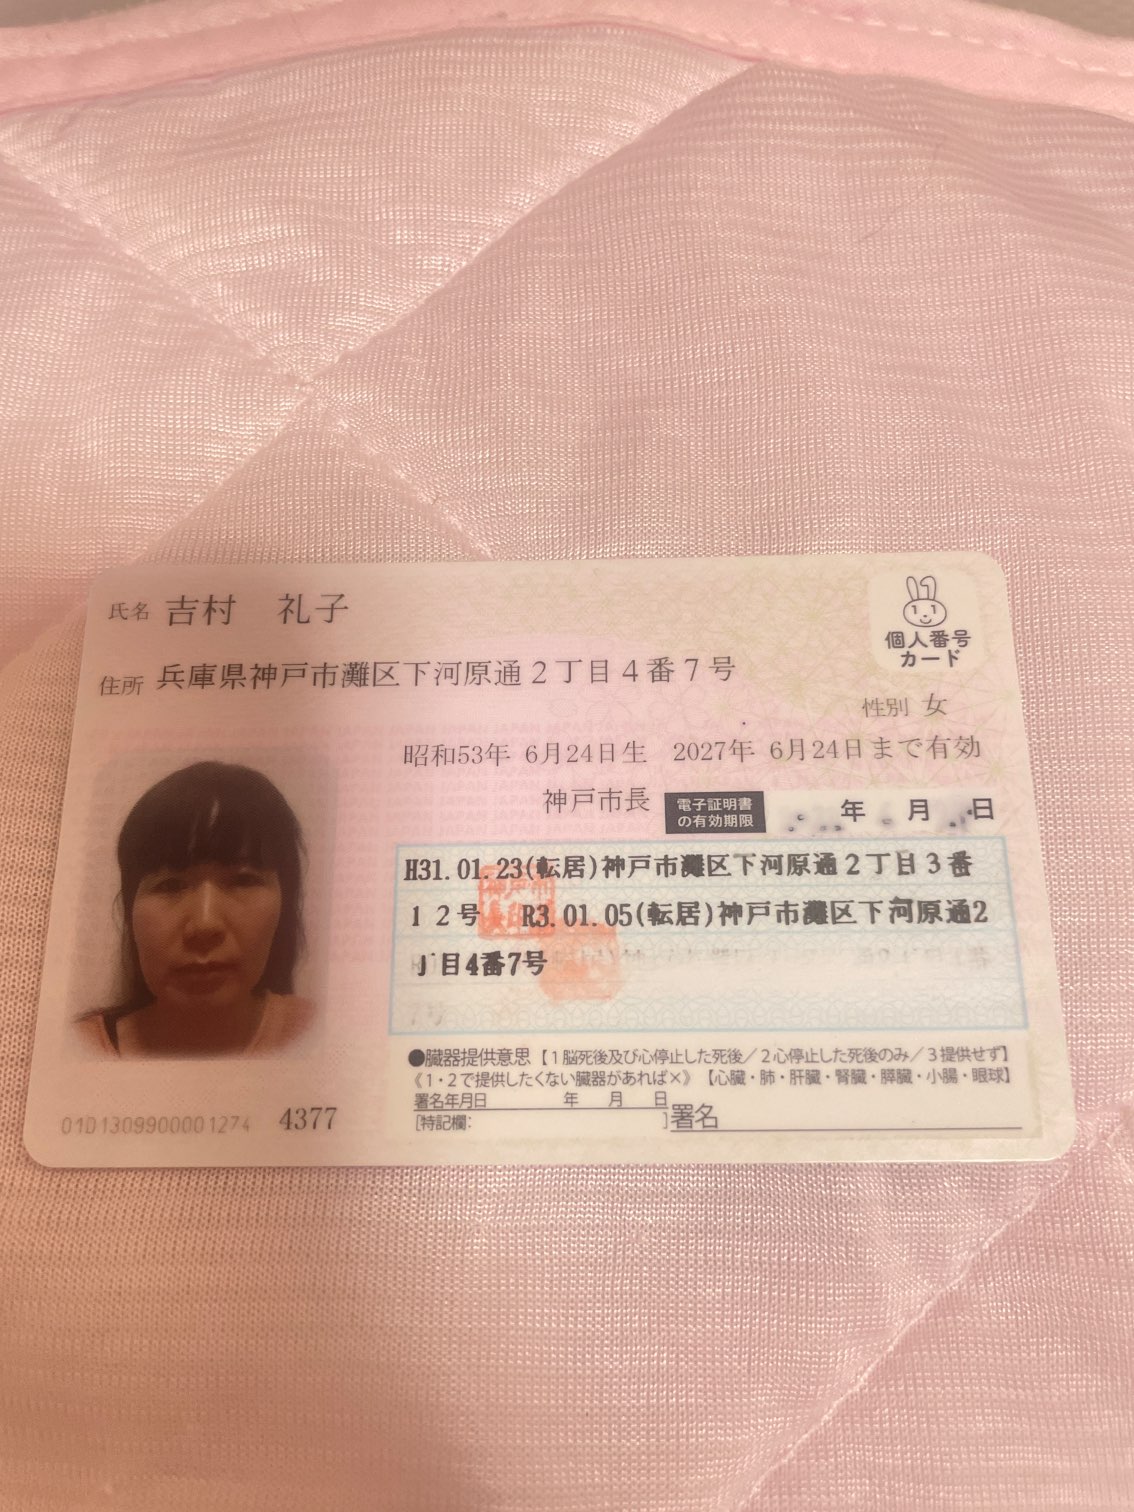 氏名 吉村 礼子
個人番号
カード
住所 兵庫県神戸市灘区下河原通2丁目4番7号
性別 女
昭和53年 6月24日生 2027年 6月24日まで有効
神戸市長
電子証明書
の有効期限
年 月 日
H31.01.23(転居)神戸市灘区下河原通2丁目3番
12号 R3.01.05(転居)神戸市灘区下河原通2
丁目4番7号
●臓器提供意思【1脳死後及び心停止した死後/2心停止した死後のみ/3提供せず】
《1・2で提供したくない臓器があれば×》【心臓・肺・肝臓・腎臓・膵臓・小腸・眼球】
署名年月日 年 月 日
[特記欄: ]署名
01D1309900001274 4377